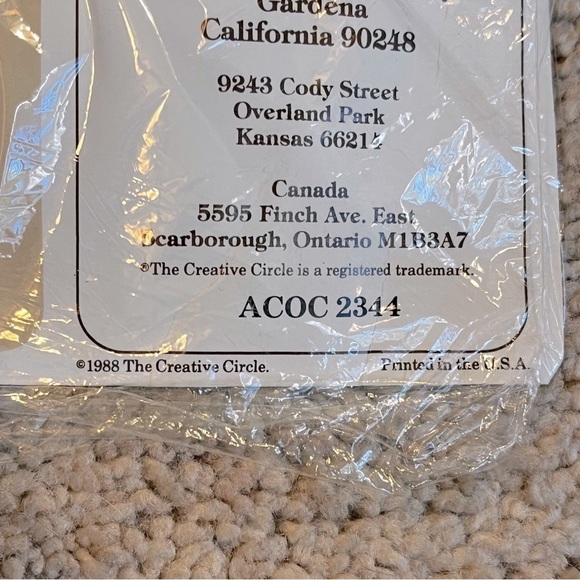 Gardena
California 90248
9243 Cody Street
Overland Park
Kansas 66214
Canada
5595 Finch Ave. East
Scarborough, Ontario M1B3A7
®The Creative Circle is a registered trademark.
ACOC 2344
©1988 The Creative Circle.
Printed in the U.S.A.